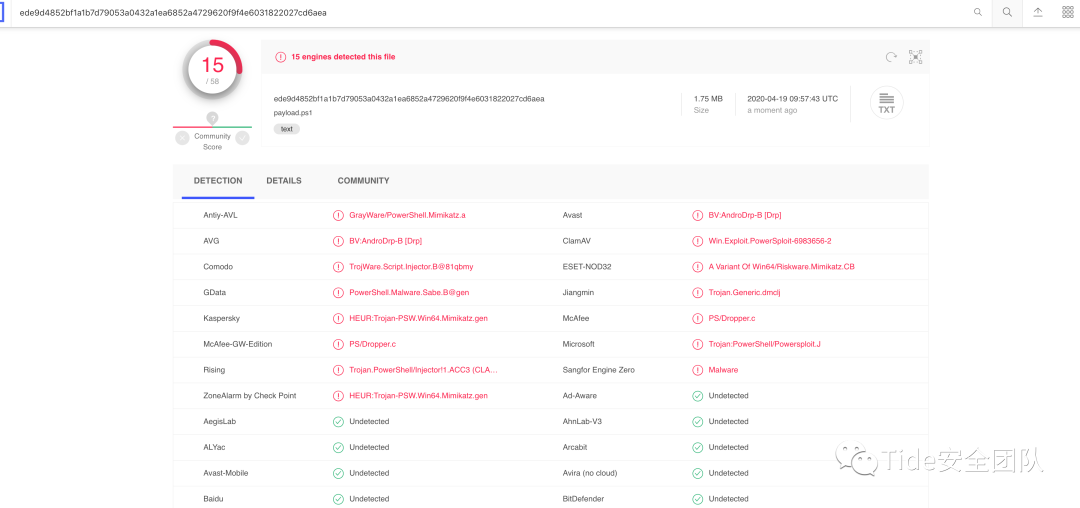 ede9d4852bf1a1b7d79053a0432a1ea6852a4729620f9f4e6031822027cd6aea
15
/ 58
Community
Score
15 engines detected this file
ede9d4852bf1a1b7d79053a0432a1ea6852a4729620f9f4e6031822027cd6aea
payload.ps1
text
1.75 MB
Size
2020-04-19 09:57:43 UTC
a moment ago
TXT
DETECTION DETAILS COMMUNITY
Antiy-AVL GrayWare/PowerShell.Mimikatz.a Avast BV:AndroDrp-B [Drp]
AVG BV:AndroDrp-B [Drp] ClamAV Win.Exploit.PowerSploit-6983656-2
Comodo TrojWare.Script.Injector.B@81qbmy ESET-NOD32 A Variant Of Win64/Riskware.Mimikatz.CB
GData PowerShell.Malware.Sabe.B@gen Jiangmin Trojan.Generic.dmclj
Kaspersky HEUR:Trojan-PSW.Win64.Mimikatz.gen McAfee PS/Dropper.c
McAfee-GW-Edition PS/Dropper.c Microsoft Trojan:PowerShell/Powersploit.J
Rising Trojan.PowerShell/Injector!1.ACC3 (CLA... Sangfor Engine Zero Malware
ZoneAlarm by Check Point HEUR:Trojan-PSW.Win64.Mimikatz.gen Ad-Aware Undetected
AegisLab Undetected AhnLab-V3 Undetected
ALYac Undetected Arcabit Undetected
Avast-Mobile Undetected Avira (no cloud) Undetected
Baidu Undetected BitDefender Undetected
Tide安全团队